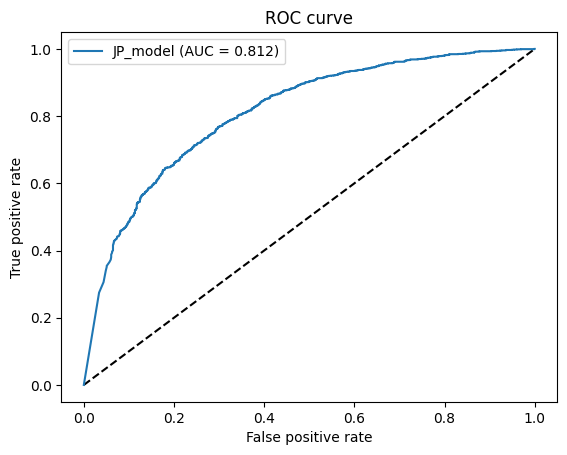 ROC curve
JP_model (AUC = 0.812)
True positive rate
1.0
0.8
0.6
0.4
0.2
0.0
0.0 0.2 0.4 0.6 0.8 1.0
False positive rate